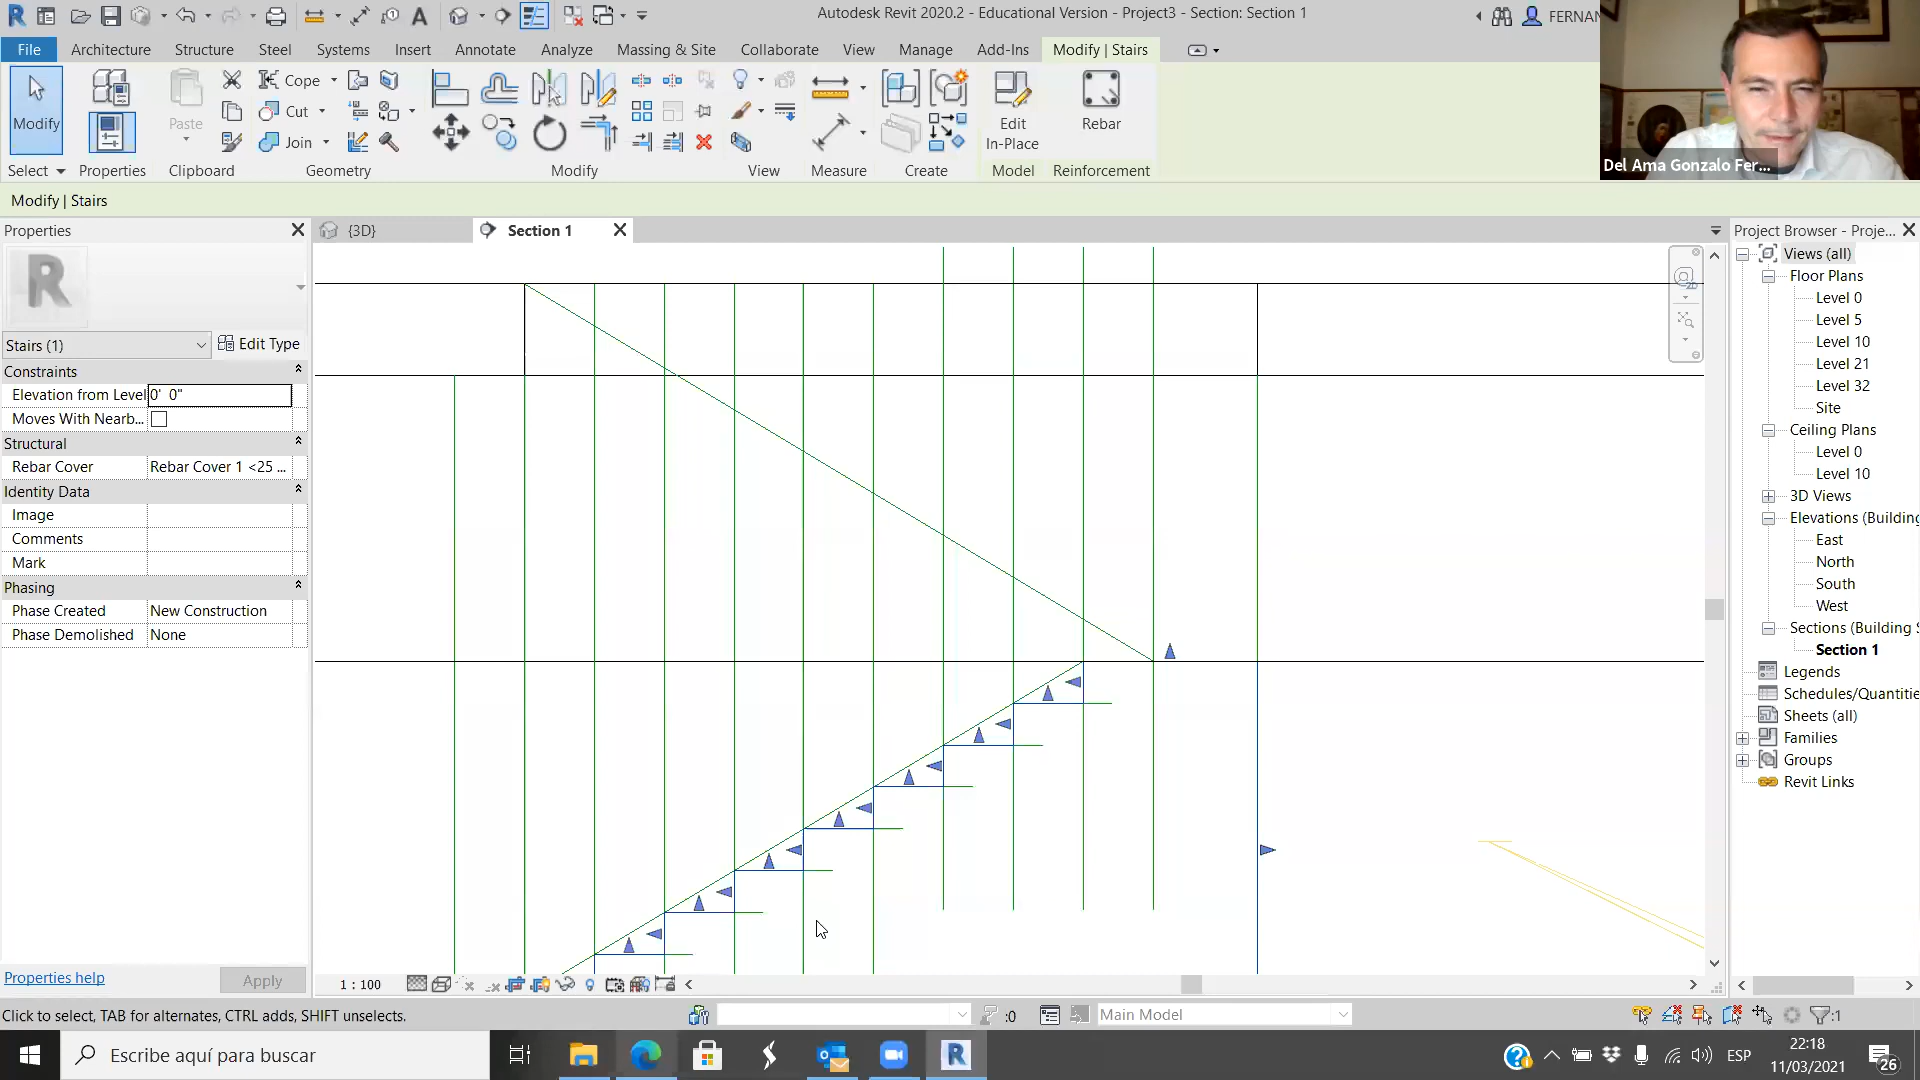 Autodesk Revit 2020.2 - Educational Version - Project3 - Section: Section 1
FERNAN
File Architecture Structure Steel Systems Insert Annotate Analyze Massing & Site Collaborate View Manage Add-Ins Modify | Stairs
Modify
Paste
Cope
Cut
Join
Edit
In-Place
Rebar
Select Properties Clipboard Geometry Modify View Measure Create Model Reinforcement
Del Ama Gonzalo Fer...
Modify | Stairs
Properties
R
Stairs (1)
Edit Type
Constraints
Elevation from Level 0' 0"
Moves With Nearb...
Structural
Rebar Cover Rebar Cover 1 <25 ...
Identity Data
Image
Comments
Mark
Phasing
Phase Created New Construction
Phase Demolished None
Properties help
Apply
{3D}
Section 1
1 : 100
Project Browser - Proje...
Views (all)
Floor Plans
Level 0
Level 5
Level 10
Level 21
Level 32
Site
Ceiling Plans
Level 0
Level 10
3D Views
Elevations (Building
East
North
South
West
Sections (Building S
Section 1
Legends
Schedules/Quantitie
Sheets (all)
Families
Groups
Revit Links
Click to select, TAB for alternates, CTRL adds, SHIFT unselects.
:0
Main Model
:1
Escribe aquí para buscar
R
ESP
22:18
11/03/2021
26